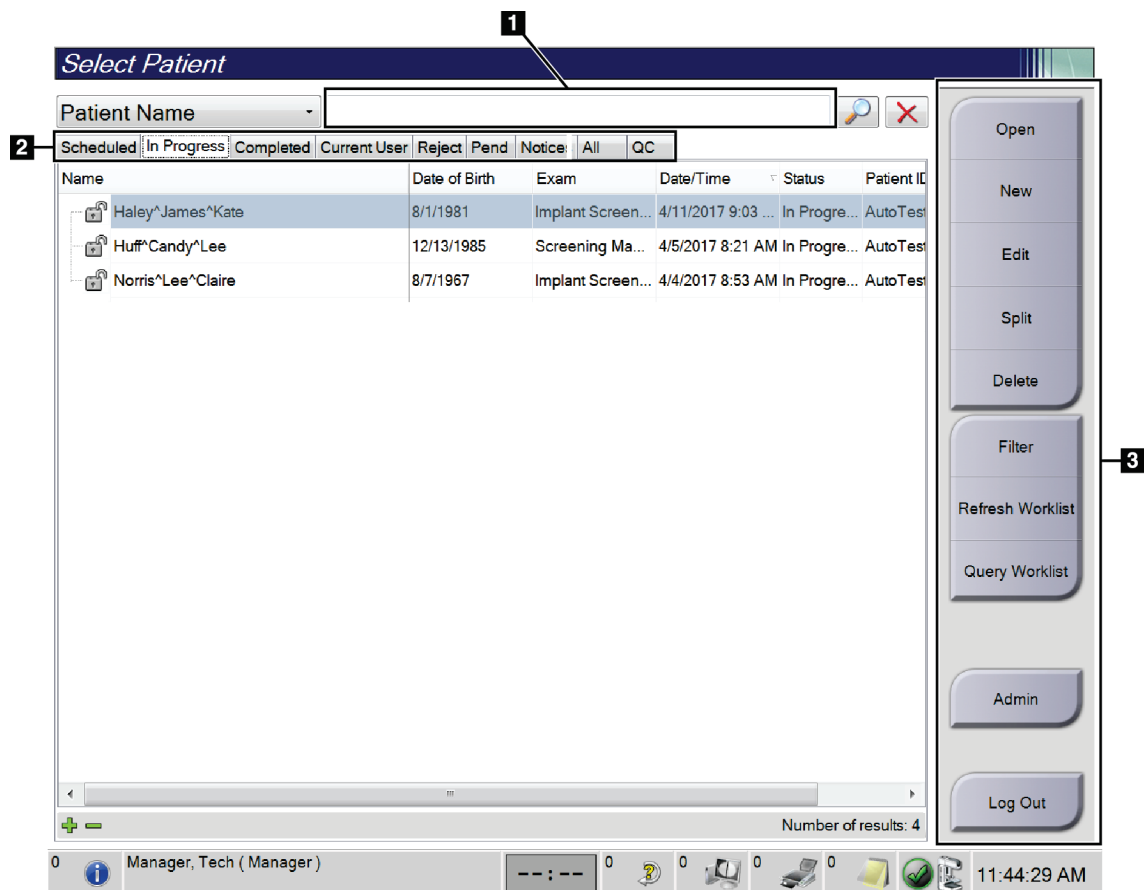 1
Select Patient
Patient Name
2
Scheduled In Progress Completed Current User Reject Pend Notice All QC
Name Date of Birth Exam Date/Time Status Patient ID
Haley^James^Kate 8/1/1981 Implant Screen... 4/11/2017 9:03 ... In Progre... AutoTest
Huff^Candy^Lee 12/13/1985 Screening Ma... 4/5/2017 8:21 AM In Progre... AutoTest
Norris^Lee^Claire 8/7/1967 Implant Screen... 4/4/2017 8:53 AM In Progre... AutoTest
Number of results: 4
Open
New
Edit
Split
Delete
Filter
3
Refresh Worklist
Query Worklist
Admin
Log Out
0 Manager, Tech ( Manager ) --:-- 0 0 0 0 11:44:29 AM